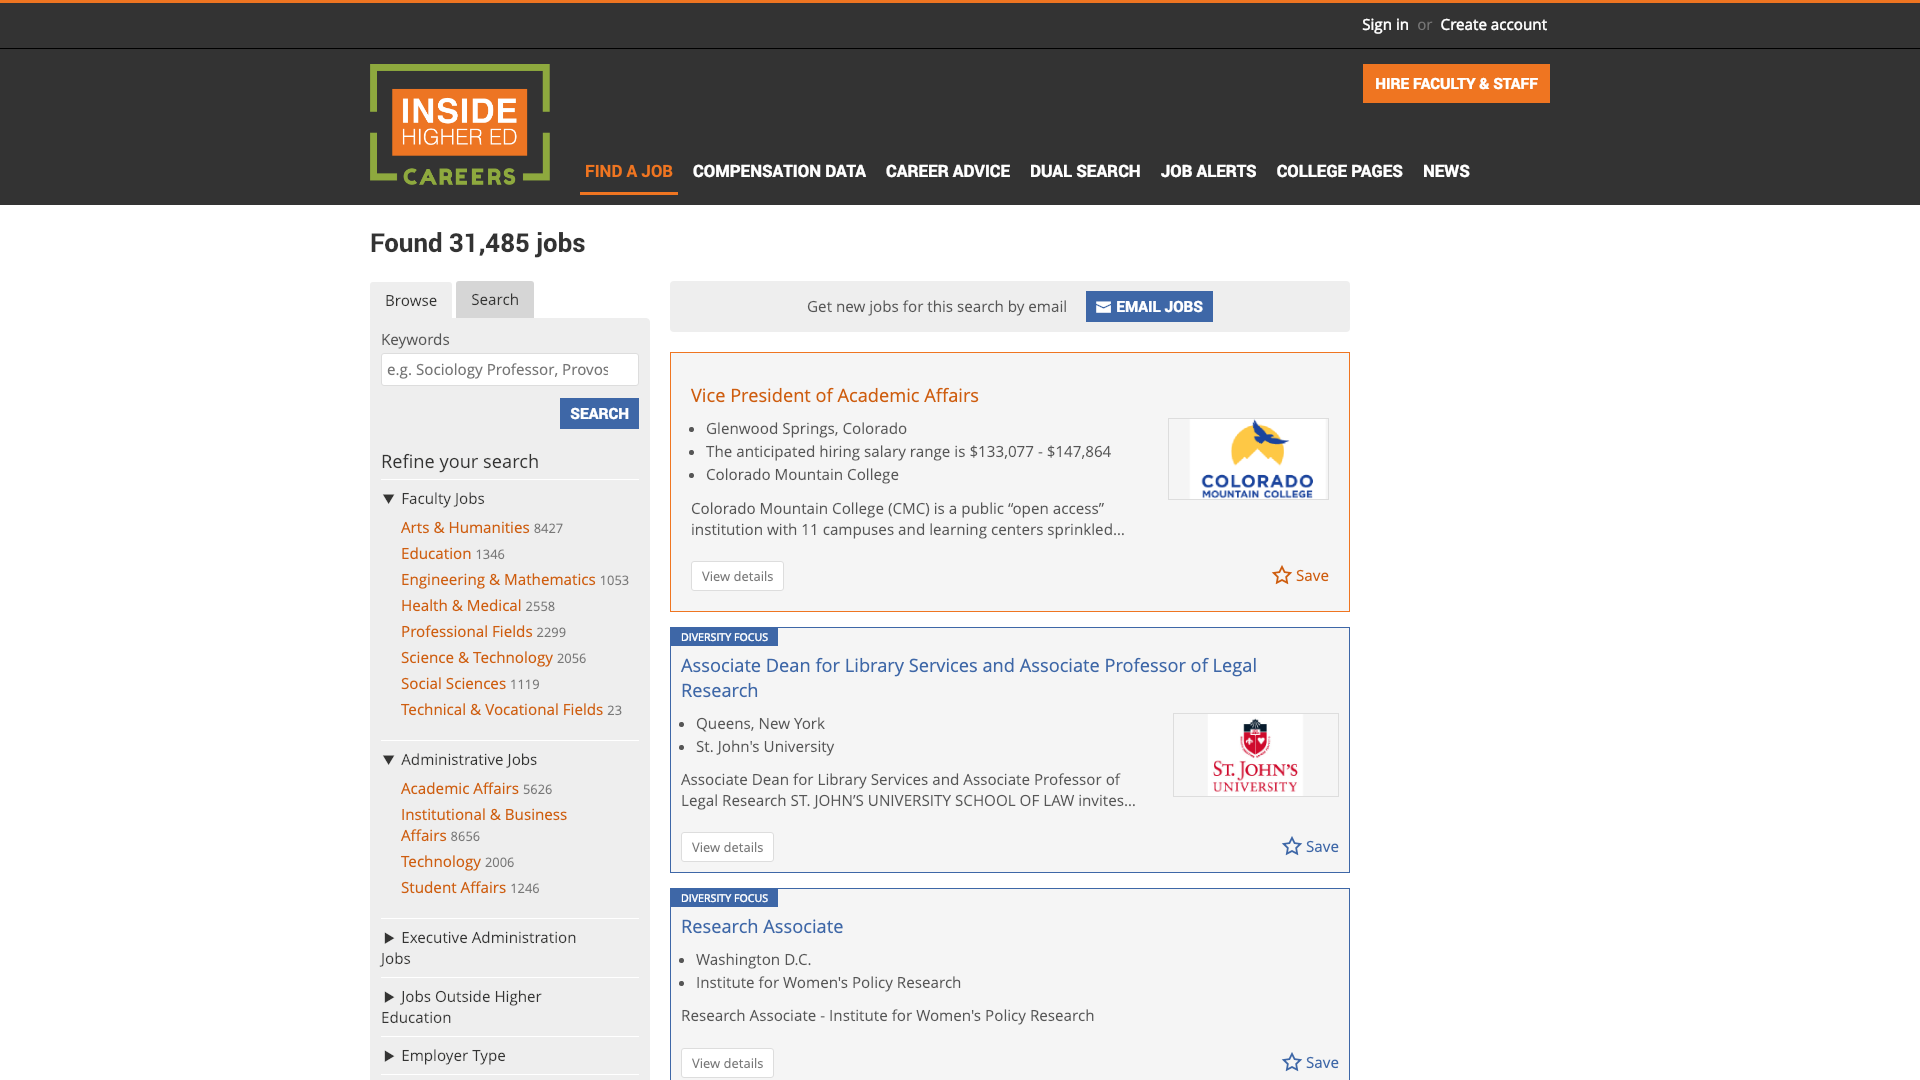 Sign in or Create account
HIRE FACULTY & STAFF
INSIDE
HIGHER ED
CAREERS
FIND A JOB COMPENSATION DATA CAREER ADVICE DUAL SEARCH JOB ALERTS COLLEGE PAGES NEWS
Found 31,485 jobs
Browse Search
Keywords
e.g. Sociology Professor, Provos
SEARCH
Refine your search
Faculty Jobs
Arts & Humanities 8427
Education 1346
Engineering & Mathematics 1053
Health & Medical 2558
Professional Fields 2299
Science & Technology 2056
Social Sciences 1119
Technical & Vocational Fields 23
Administrative Jobs
Academic Affairs 5626
Institutional & Business
Affairs 8656
Technology 2006
Student Affairs 1246
Executive Administration
Jobs
Jobs Outside Higher
Education
Employer Type
Get new jobs for this search by email EMAIL JOBS
Vice President of Academic Affairs
Glenwood Springs, Colorado
The anticipated hiring salary range is $133,077 - $147,864
Colorado Mountain College
COLORADO
MOUNTAIN COLLEGE
Colorado Mountain College (CMC) is a public “open access”
institution with 11 campuses and learning centers sprinkled...
View details Save
DIVERSITY FOCUS
Associate Dean for Library Services and Associate Professor of Legal
Research
Queens, New York
St. John's University
ST. JOHN'S
UNIVERSITY
Associate Dean for Library Services and Associate Professor of
Legal Research ST. JOHN’S UNIVERSITY SCHOOL OF LAW invites...
View details Save
DIVERSITY FOCUS
Research Associate
Washington D.C.
Institute for Women's Policy Research
Research Associate - Institute for Women's Policy Research
View details Save